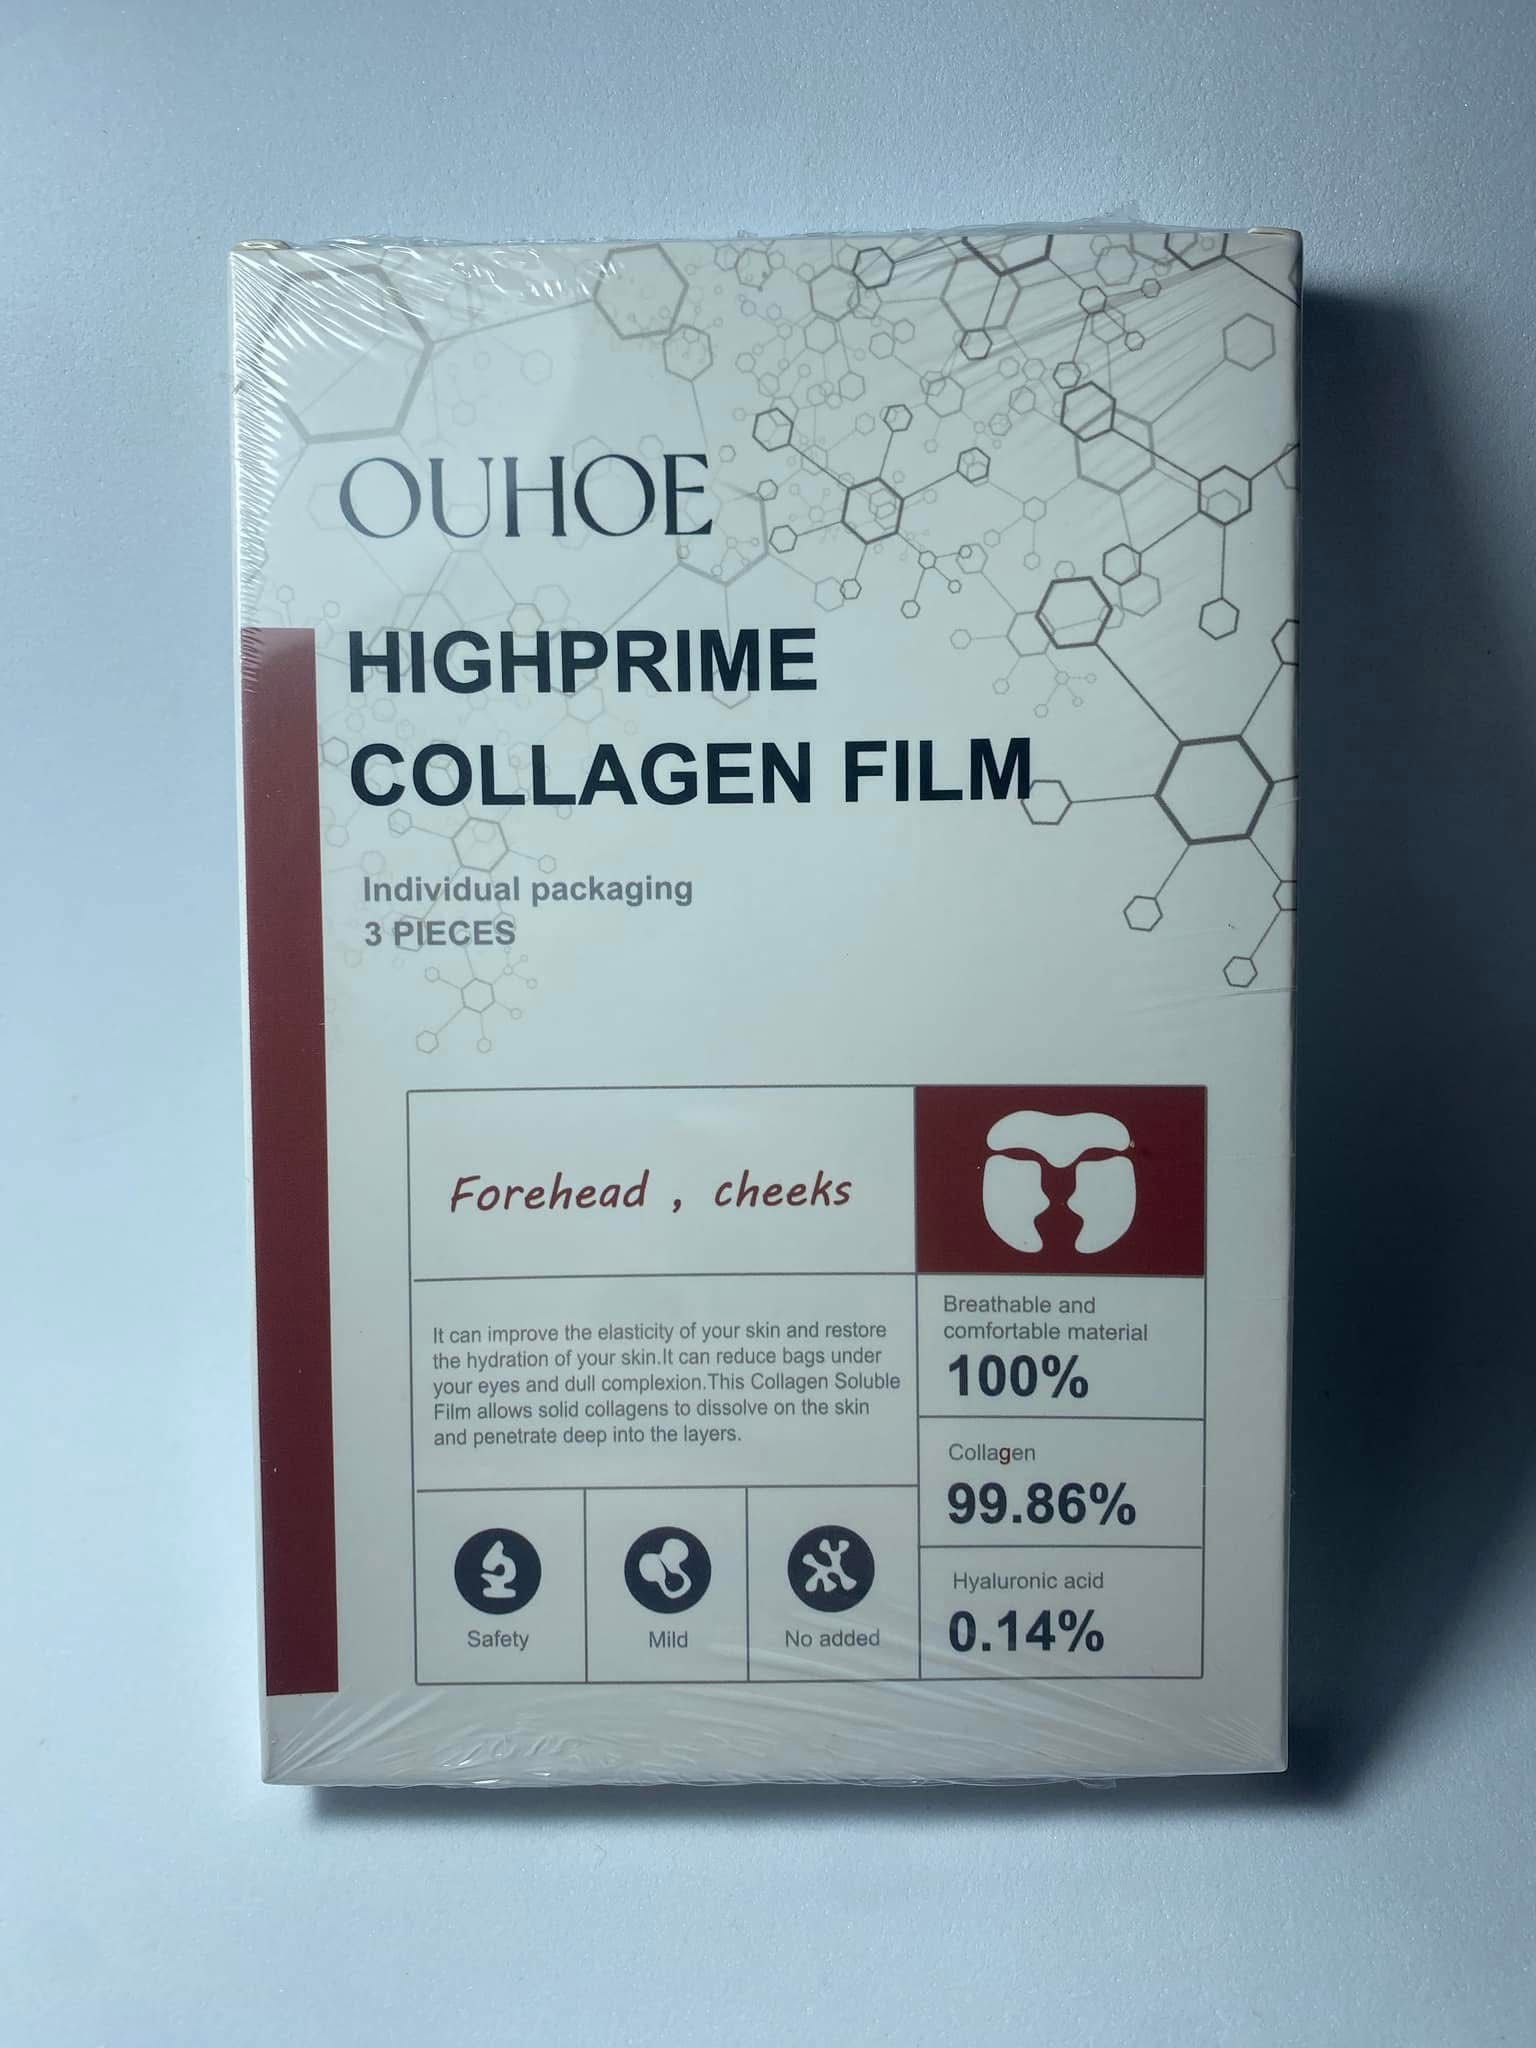 OUHOE
HIGHPRIME
COLLAGEN FILM
Individual packaging
3 PIECES
Forehead , cheeks
It can improve the elasticity of your skin and restore
the hydration of your skin.It can reduce bags under
your eyes and dull complexion.This Collagen Soluble
Film allows solid collagens to dissolve on the skin
and penetrate deep into the layers.
Safety
Mild
No added
Breathable and
comfortable material
100%
Collagen
99.86%
Hyaluronic acid
0.14%